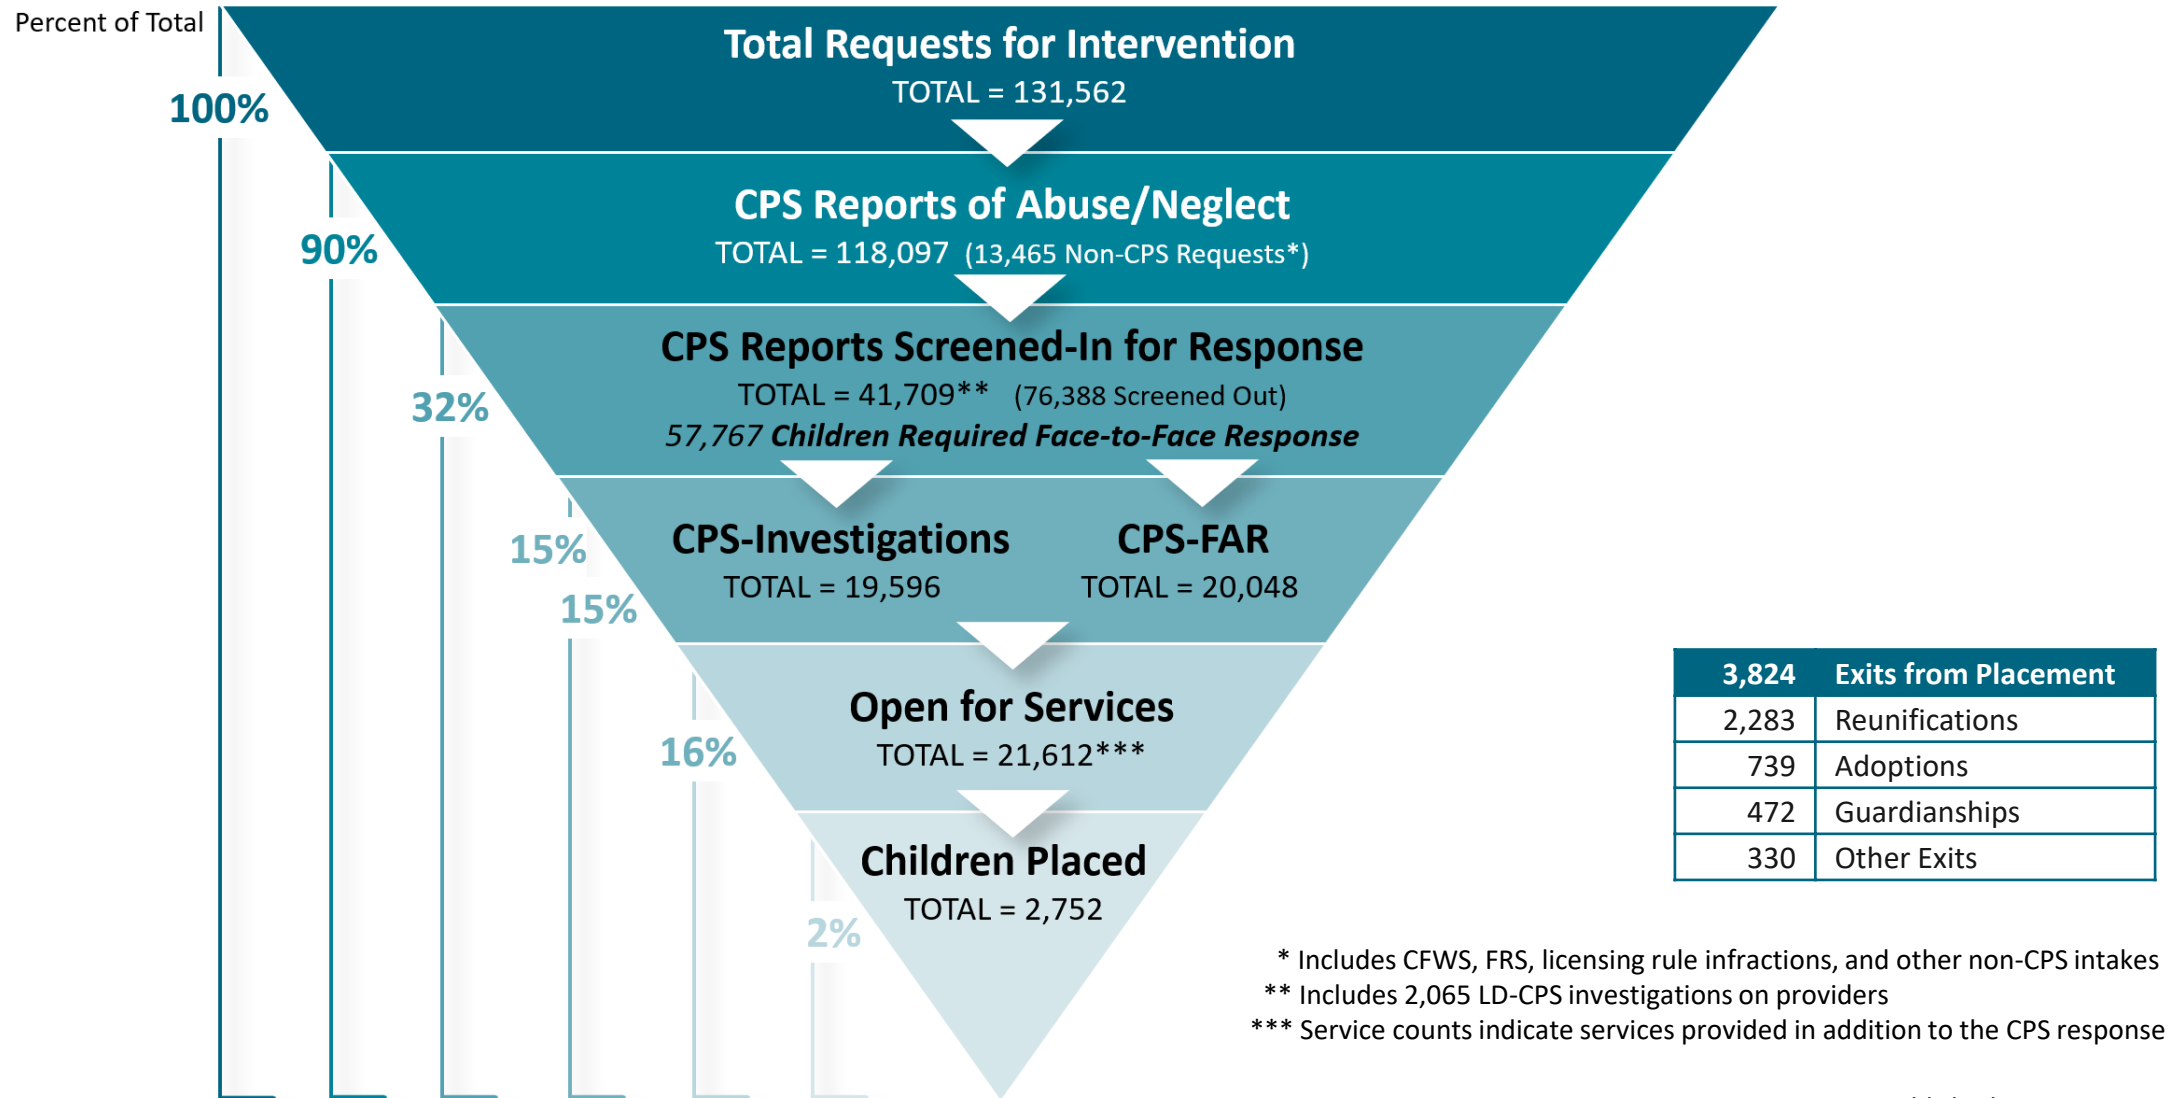 Percent of Total
Total Requests for Intervention
TOTAL = 131,562
100%
CPS Reports of Abuse/Neglect
TOTAL = 118,097 (13,465 Non-CPS Requests*)
90%
CPS Reports Screened-In for Response
TOTAL = 41,709** (76,388 Screened Out)
57,767 Children Required Face-to-Face Response
32%
CPS-Investigations
TOTAL = 19,596
CPS-FAR
TOTAL = 20,048
15%
15%
Open for Services
TOTAL = 21,612***
16%
Children Placed
TOTAL = 2,752
2%
3,824 Exits from Placement
2,283 Reunifications
739 Adoptions
472 Guardianships
330 Other Exits
* Includes CFWS, FRS, licensing rule infractions, and other non-CPS intakes
** Includes 2,065 LD-CPS investigations on providers
*** Service counts indicate services provided in addition to the CPS response